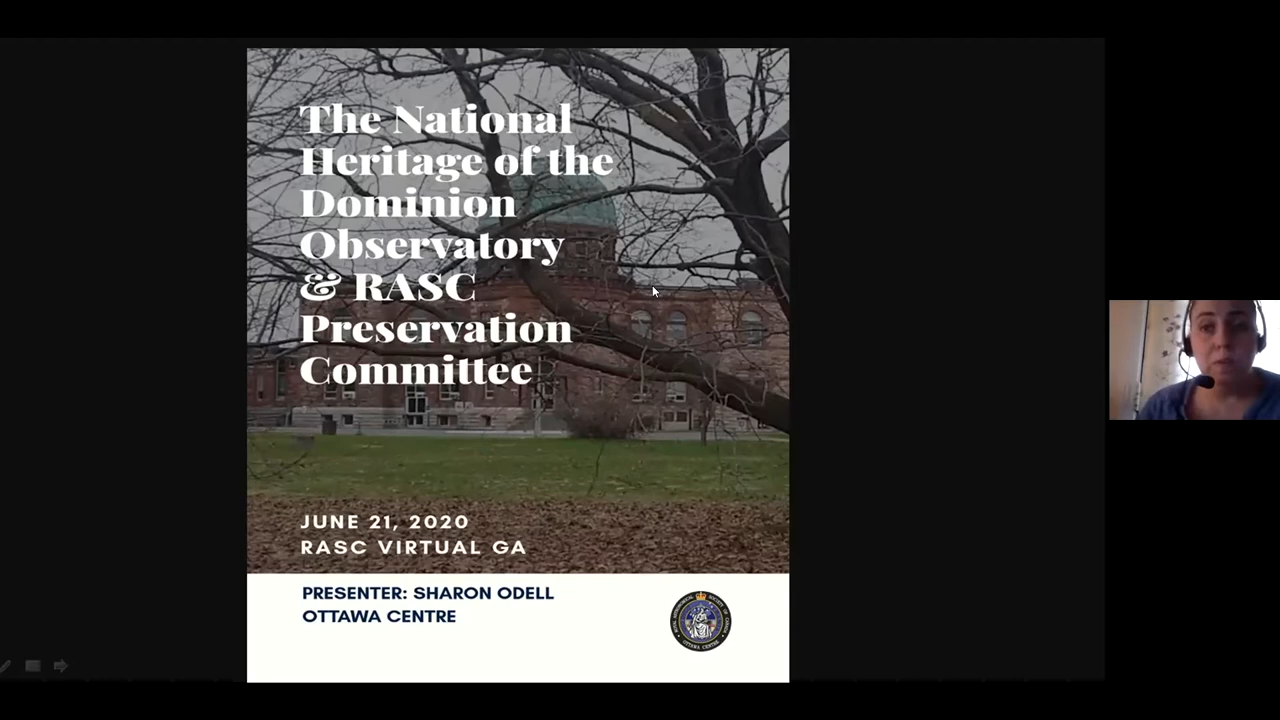 The National
Heritage of the
Dominion
Observatory
& RASC
Preservation
Committee
JUNE 21, 2020
RASC VIRTUAL GA
PRESENTER: SHARON ODELL
OTTAWA CENTRE